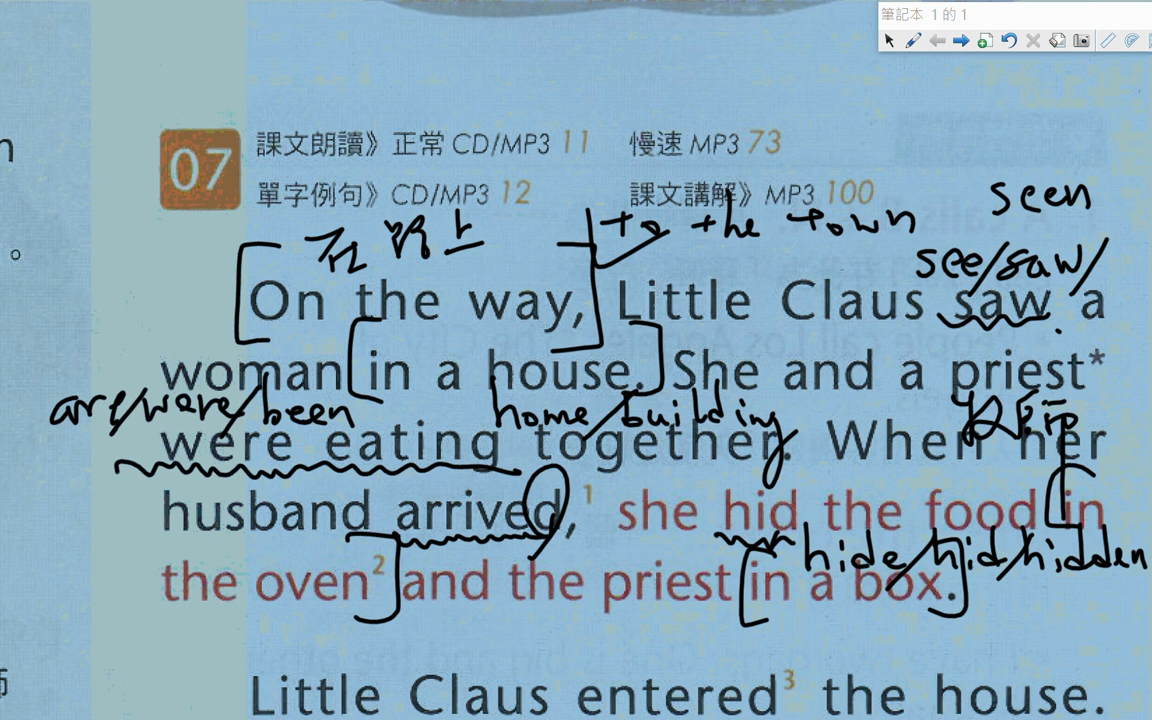 筆記本 1 的 1
n
07
課文朗讀》正常 CD/MP3 11 慢速 MP3 73
單字例句》CD/MP3 12 課文講解》MP3 100
seen
在 路上 to the town
see/saw/
On the way, Little Claus saw a
woman in a house. She and a priest*
are/were/been home/building
were eating together. When her
husband arrived,1 she hid the food in
hide/hid/hidden
the oven2 and the priest in a box.
Little Claus entered3 the house.